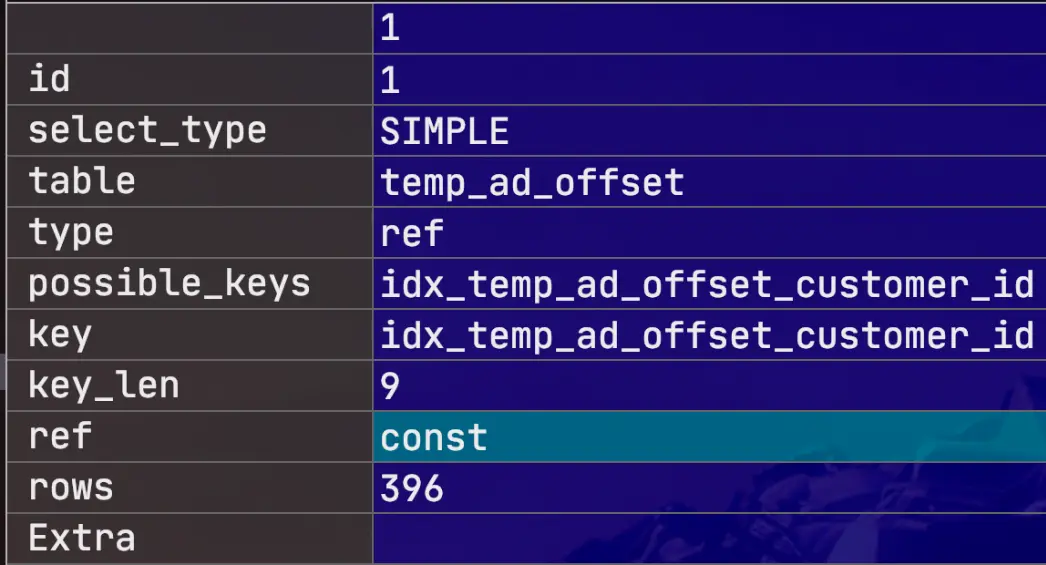 1
id 1
select_type SIMPLE
table temp_ad_offset
type ref
possible_keys idx_temp_ad_offset_customer_id
key idx_temp_ad_offset_customer_id
key_len 9
ref const
rows 396
Extra